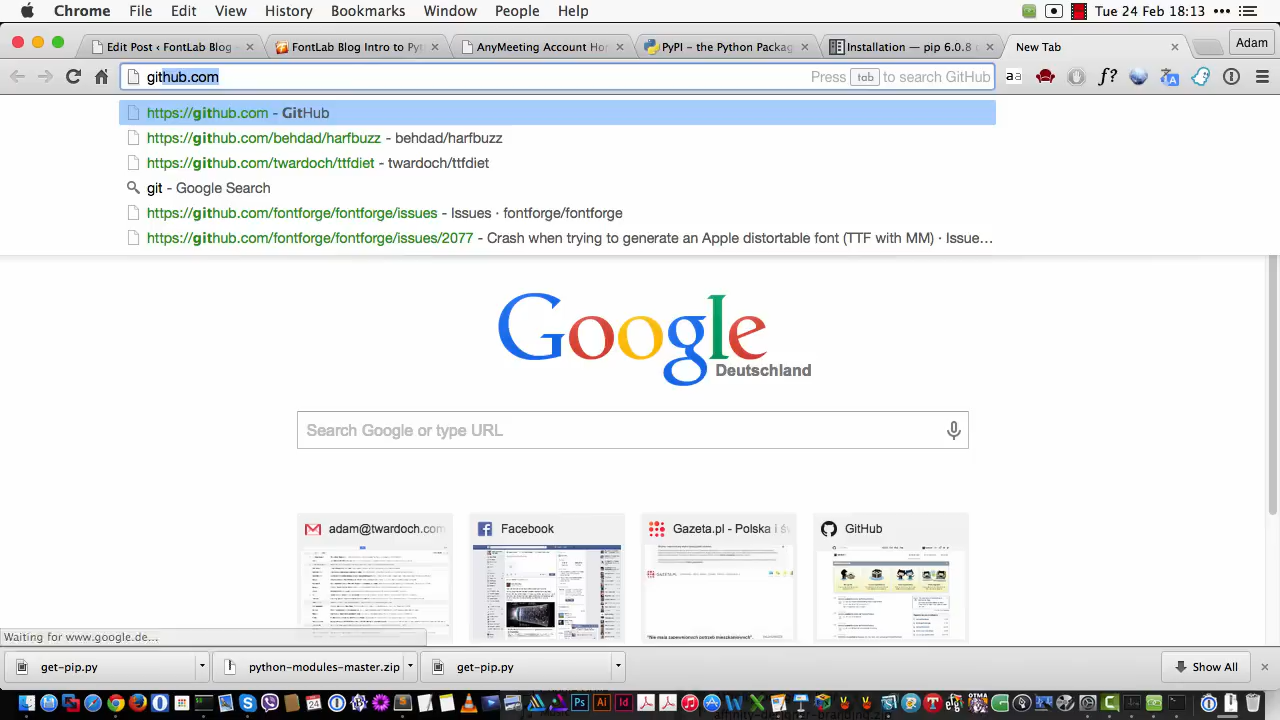 Chrome File Edit View History Bookmarks Window People Help Tue 24 Feb 18:13
Edit Post ‹ FontLab Blog
FontLab Blog Intro to Pyt
AnyMeeting Account Hor
PyPI – the Python Packag
Installation — pip 6.0.
New Tab
Adam
github.com Press tab to search GitHub
aa f?
https://github.com - GitHub
https://github.com/behdad/harfbuzz - behdad/harfbuzz
https://github.com/twardoch/ttfdiet - twardoch/ttfdiet
git - Google Search
https://github.com/fontforge/fontforge/issues - Issues · fontforge/fontforge
https://github.com/fontforge/fontforge/issues/2077 - Crash when trying to generate an Apple distortable font (TTF with MM) · Issue…
Google
Deutschland
Search Google or type URL
adam@twardoch.com
Facebook
Gazeta.pl - Polska i św
GitHub
Waiting for www.google.de...
get-pip.py
python-modules-master.zip
get-pip.py
Show All